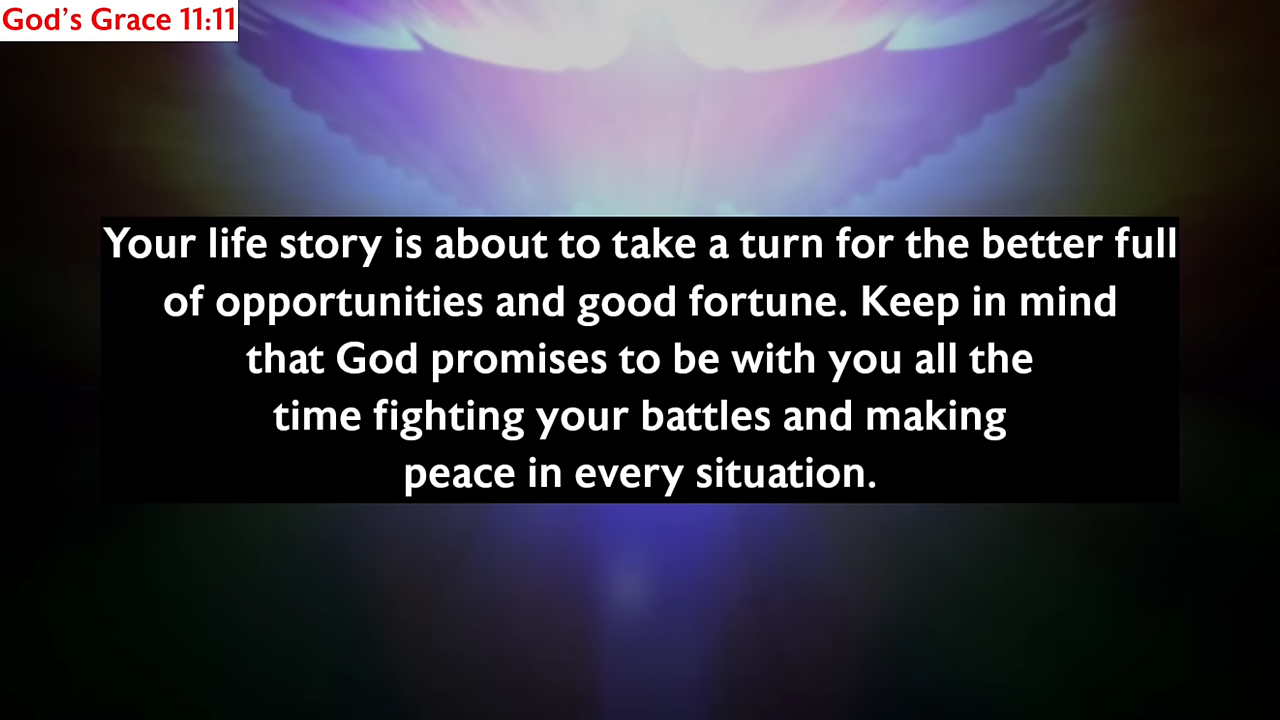 God’s Grace 11:11
Your life story is about to take a turn for the better full
of opportunities and good fortune. Keep in mind
that God promises to be with you all the
time fighting your battles and making
peace in every situation.